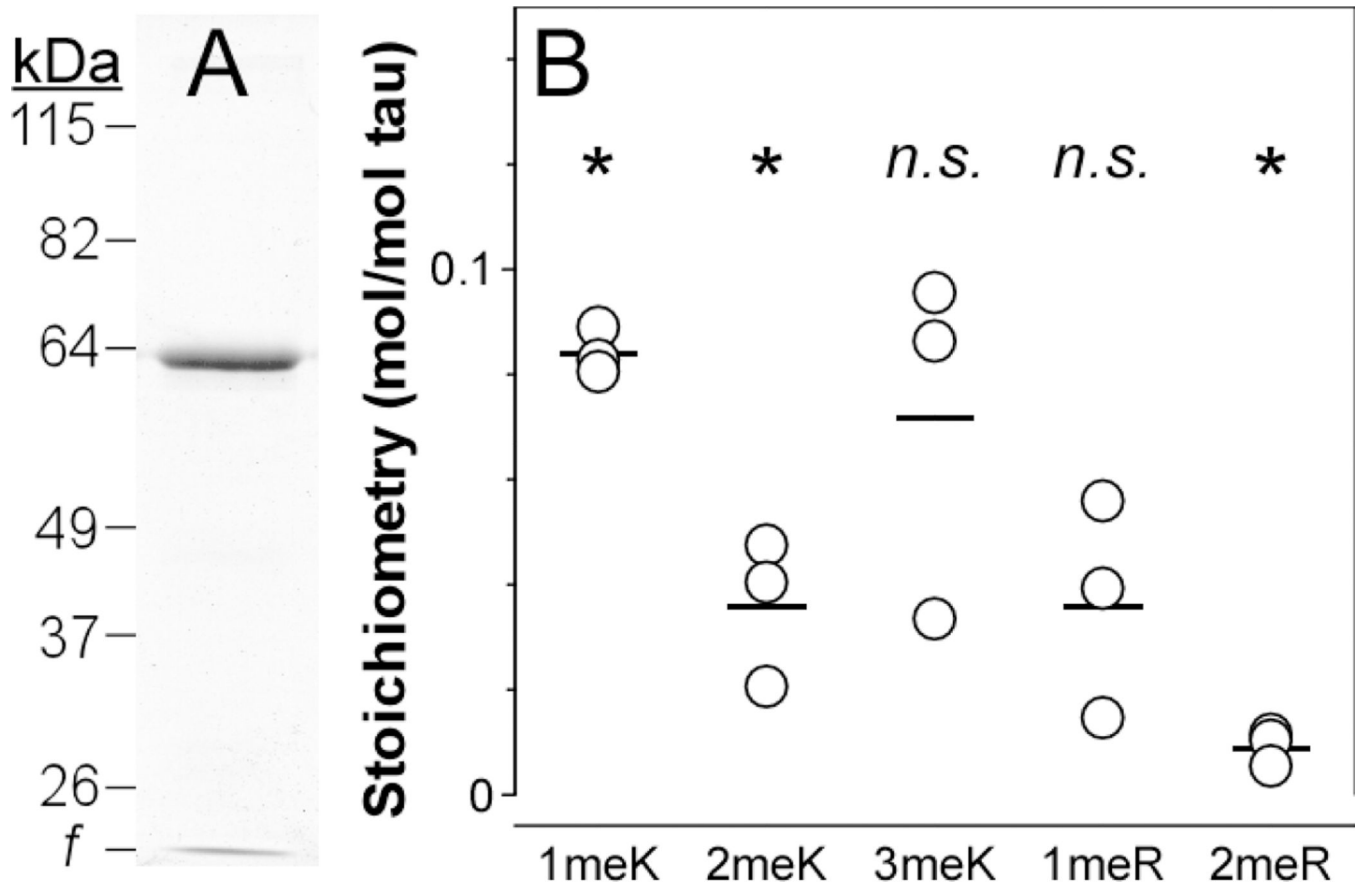 kDa
A
115
82
64
49
37
26
f
Stoichiometry (mol/mol tau)
B
* * n.s. n.s. *
0.1
0
1meK 2meK 3meK 1meR 2meR